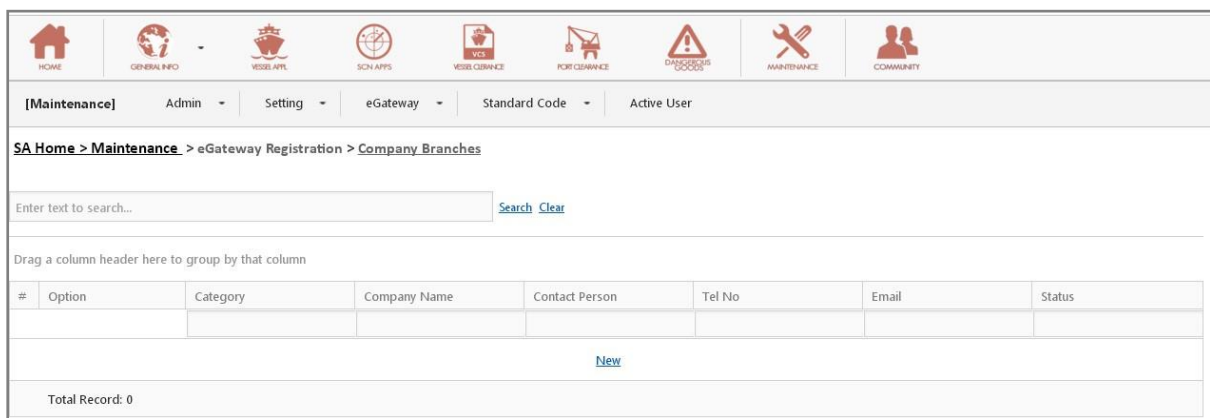 HOME GENERAL INFO VESSEL APPL. SCN APPS VCS VESSEL CLERANCE PORT CLEARANCE DANGEROUS GOODS MAINTENANCE COMMUNITY
[Maintenance] Admin Setting eGateway Standard Code Active User
SA Home > Maintenance > eGateway Registration > Company Branches
Enter text to search... Search Clear
Drag a column header here to group by that column
# Option Category Company Name Contact Person Tel No Email Status
New
Total Record: 0